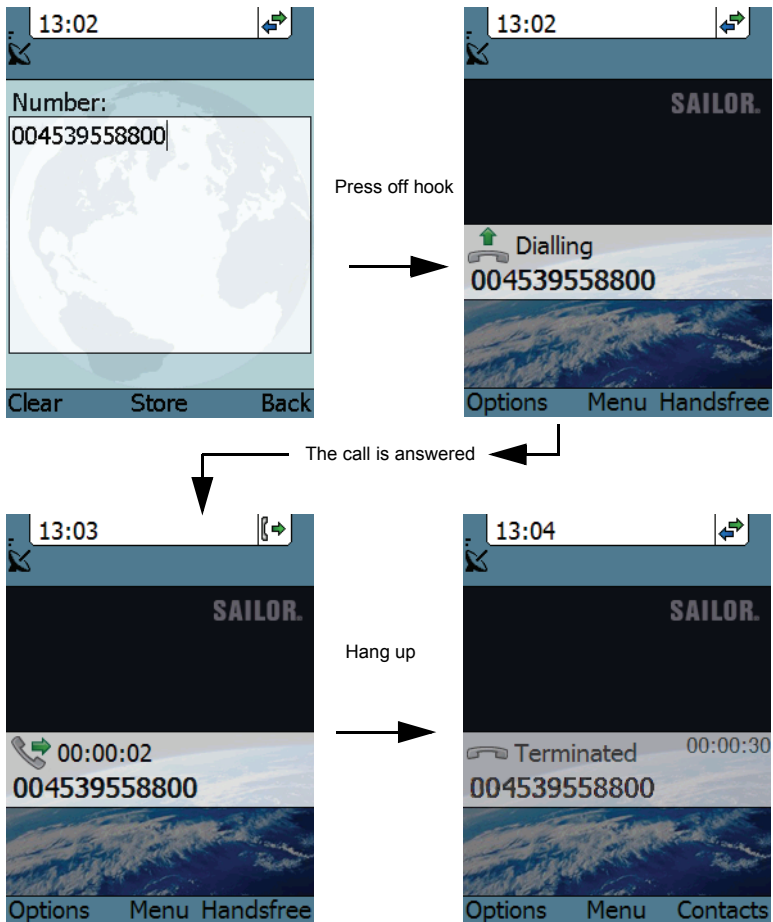 13:02
Number:
004539558800
Clear Store Back
Press off hook
13:02
SAILOR.
Dialling
004539558800
Options Menu Handsfree
The call is answered
13:03
SAILOR.
00:00:02
004539558800
Options Menu Handsfree
Hang up
13:04
SAILOR.
Terminated 00:00:30
004539558800
Options Menu Contacts